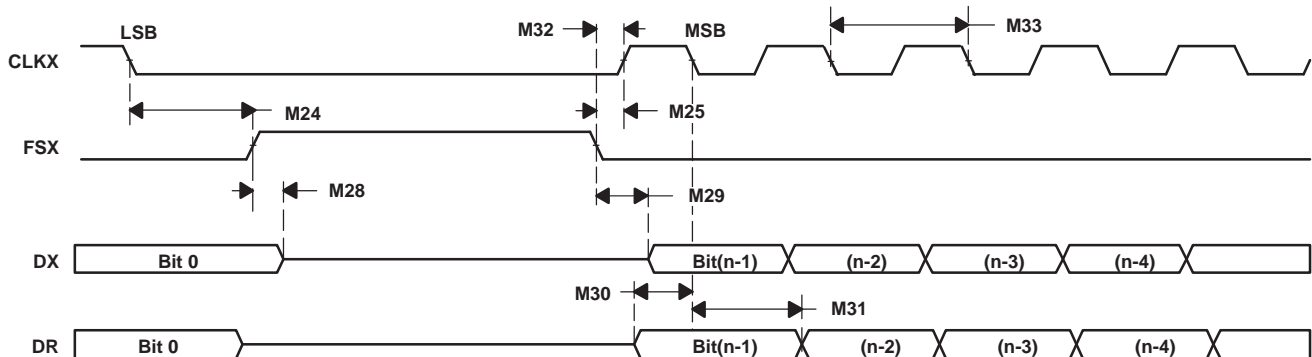 LSB M32 MSB M33
CLKX
M24 M25
FSX
M28 M29
DX Bit 0 Bit(n-1) (n-2) (n-3) (n-4)
M30 M31
DR Bit 0 Bit(n-1) (n-2) (n-3) (n-4)